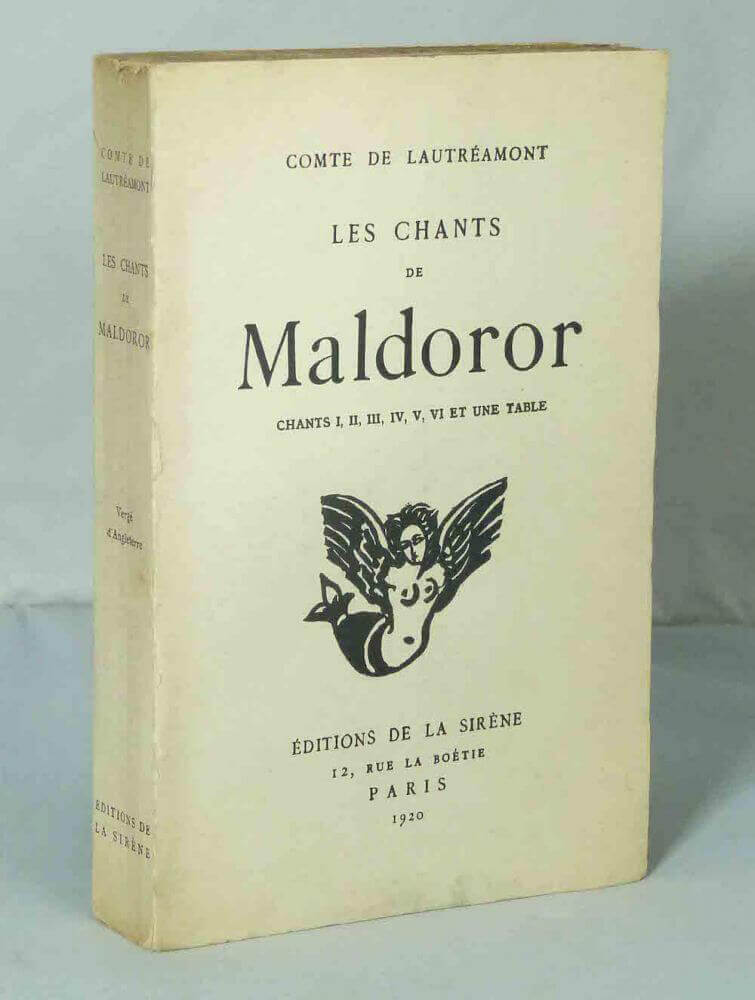 COMTE DE
LAUTRÉAMONT
LES CHANTS
DE
MALDOROR
Vergé
d'Angleterre
ÉDITIONS DE
LA SIRÈNE
COMTE DE LAUTRÉAMONT
LES CHANTS
DE
Maldoror
CHANTS I, II, III, IV, V, VI ET UNE TABLE
ÉDITIONS DE LA SIRÈNE
12, RUE LA BOÉTIE
PARIS
1920